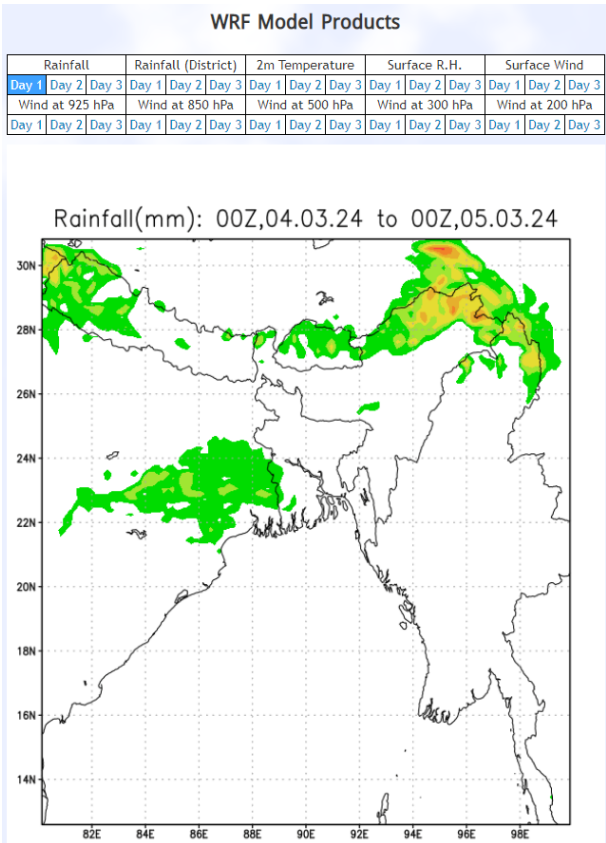 WRF Model Products
Rainfall Rainfall (District) 2m Temperature Surface R.H. Surface Wind
Day 1 Day 2 Day 3 Day 1 Day 2 Day 3 Day 1 Day 2 Day 3 Day 1 Day 2 Day 3 Day 1 Day 2 Day 3
Wind at 925 hPa Wind at 850 hPa Wind at 500 hPa Wind at 300 hPa Wind at 200 hPa
Day 1 Day 2 Day 3 Day 1 Day 2 Day 3 Day 1 Day 2 Day 3 Day 1 Day 2 Day 3 Day 1 Day 2 Day 3
Rainfall(mm): 00Z,04.03.24 to 00Z,05.03.24
30N
28N
26N
24N
22N
20N
18N
16N
14N
82E 84E 86E 88E 90E 92E 94E 96E 98E